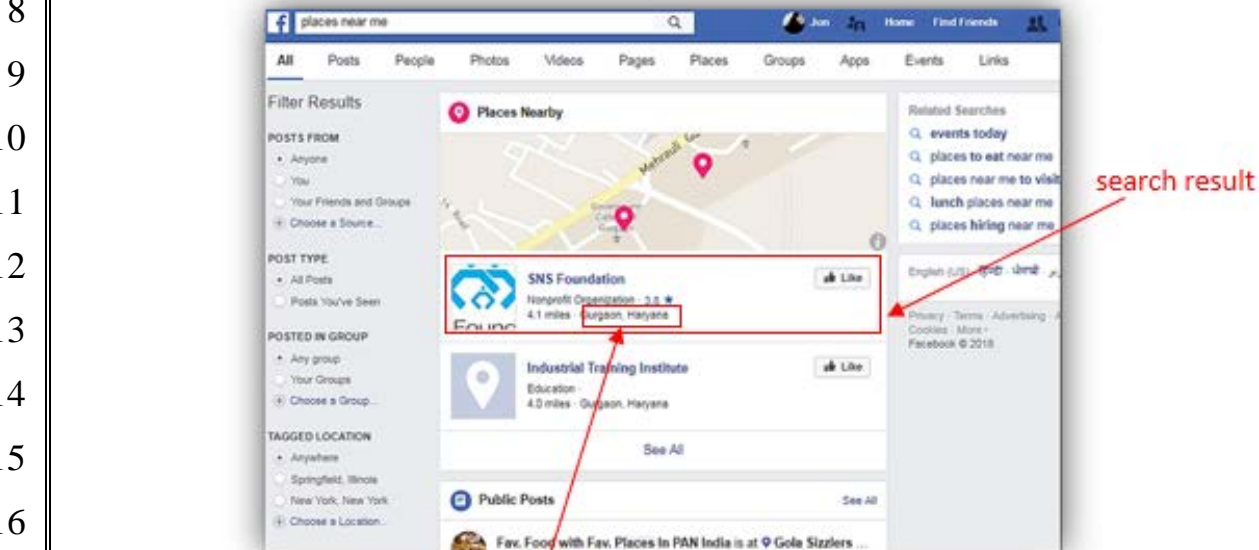 8
9
10
11
12
13
14
15
16
places near me
Jon
Home
Find Friends
All
Posts
People
Photos
Videos
Pages
Places
Groups
Apps
Events
Links
Filter Results
POSTS FROM
Anyone
You
Your Friends and Groups
Choose a Source...
POST TYPE
All Posts
Posts You've Seen
POSTED IN GROUP
Any group
Your Groups
Choose a Group...
TAGGED LOCATION
Anywhere
Springfield, Illinois
New York, New York
Choose a Location...
Places Nearby
Mehrauli
SNS Foundation
Nonprofit Organization · 3.8 ★
4.1 miles · Gurgaon, Haryana
Like
Industrial Training Institute
Education ·
4.0 miles · Gurgaon, Haryana
Like
See All
Public Posts
See All
Fav. Food with Fav. Places In PAN India is at Gola Sizzlers ...
Related Searches
events today
places to eat near me
places near me to visit
lunch places near me
places hiring near me
English (US) · हिन्दी · ਪੰਜਾਬੀ
Privacy · Terms · Advertising ·
Cookies · More
Facebook © 2018
search result